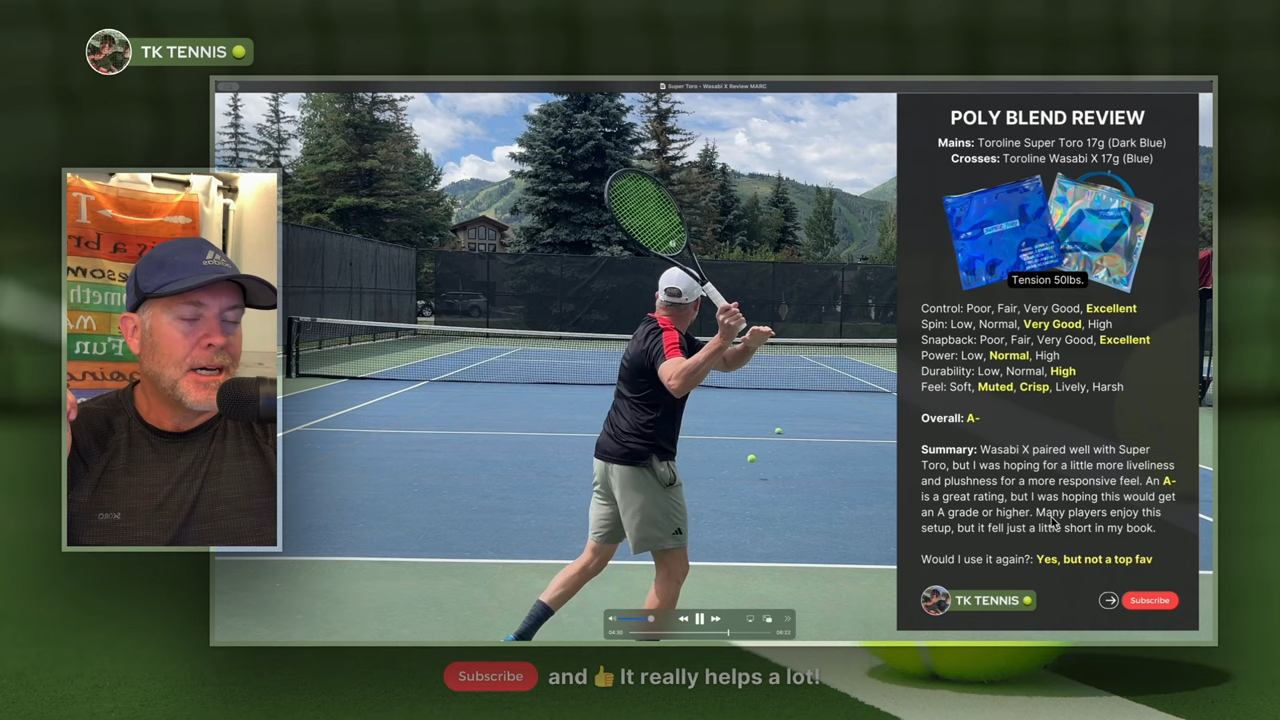 TK TENNIS
Super Toro - Wasabi X Review MARC
POLY BLEND REVIEW
Mains: Toroline Super Toro 17g (Dark Blue)
Crosses: Toroline Wasabi X 17g (Blue)
Tension 50lbs.
Control: Poor, Fair, Very Good, Excellent
Spin: Low, Normal, Very Good, High
Snapback: Poor, Fair, Very Good, Excellent
Power: Low, Normal, High
Durability: Low, Normal, High
Feel: Soft, Muted, Crisp, Lively, Harsh
Overall: A-
Summary: Wasabi X paired well with Super
Toro, but I was hoping for a little more liveliness
and plushness for a more responsive feel. An A-
is a great rating, but I was hoping this would get
an A grade or higher. Many players enjoy this
setup, but it fell just a little short in my book.
Would I use it again?: Yes, but not a top fav
TK TENNIS
Subscribe
04:30
06:22
Subscribe and 👍 It really helps a lot!